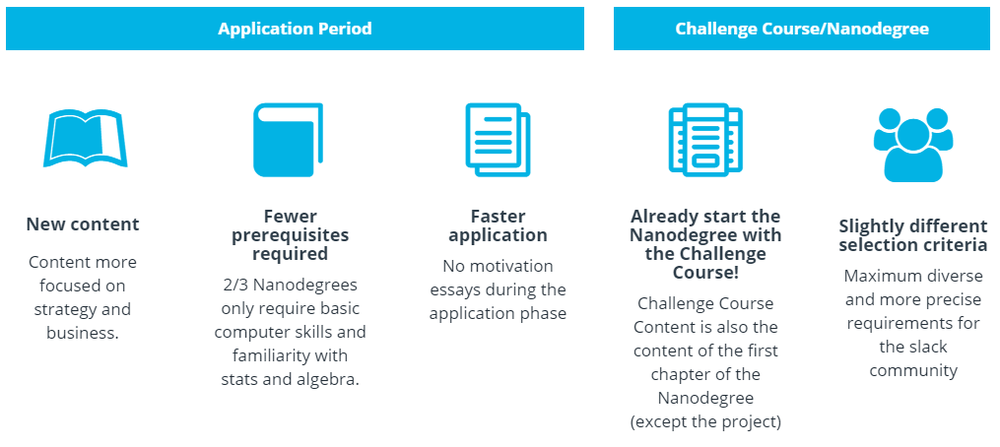 Application Period
Challenge Course/Nanodegree
New content
Content more
focused on
strategy and
business.
Fewer
prerequisites
required
2/3 Nanodegrees
only require basic
computer skills and
familiarity with
stats and algebra.
Faster
application
No motivation
essays during the
application phase
Already start the
Nanodegree with
the Challenge
Course!
Challenge Course
Content is also the
content of the first
chapter of the
Nanodegree
(except the project)
Slightly different
selection criteria
Maximum diverse
and more precise
requirements for
the slack
community